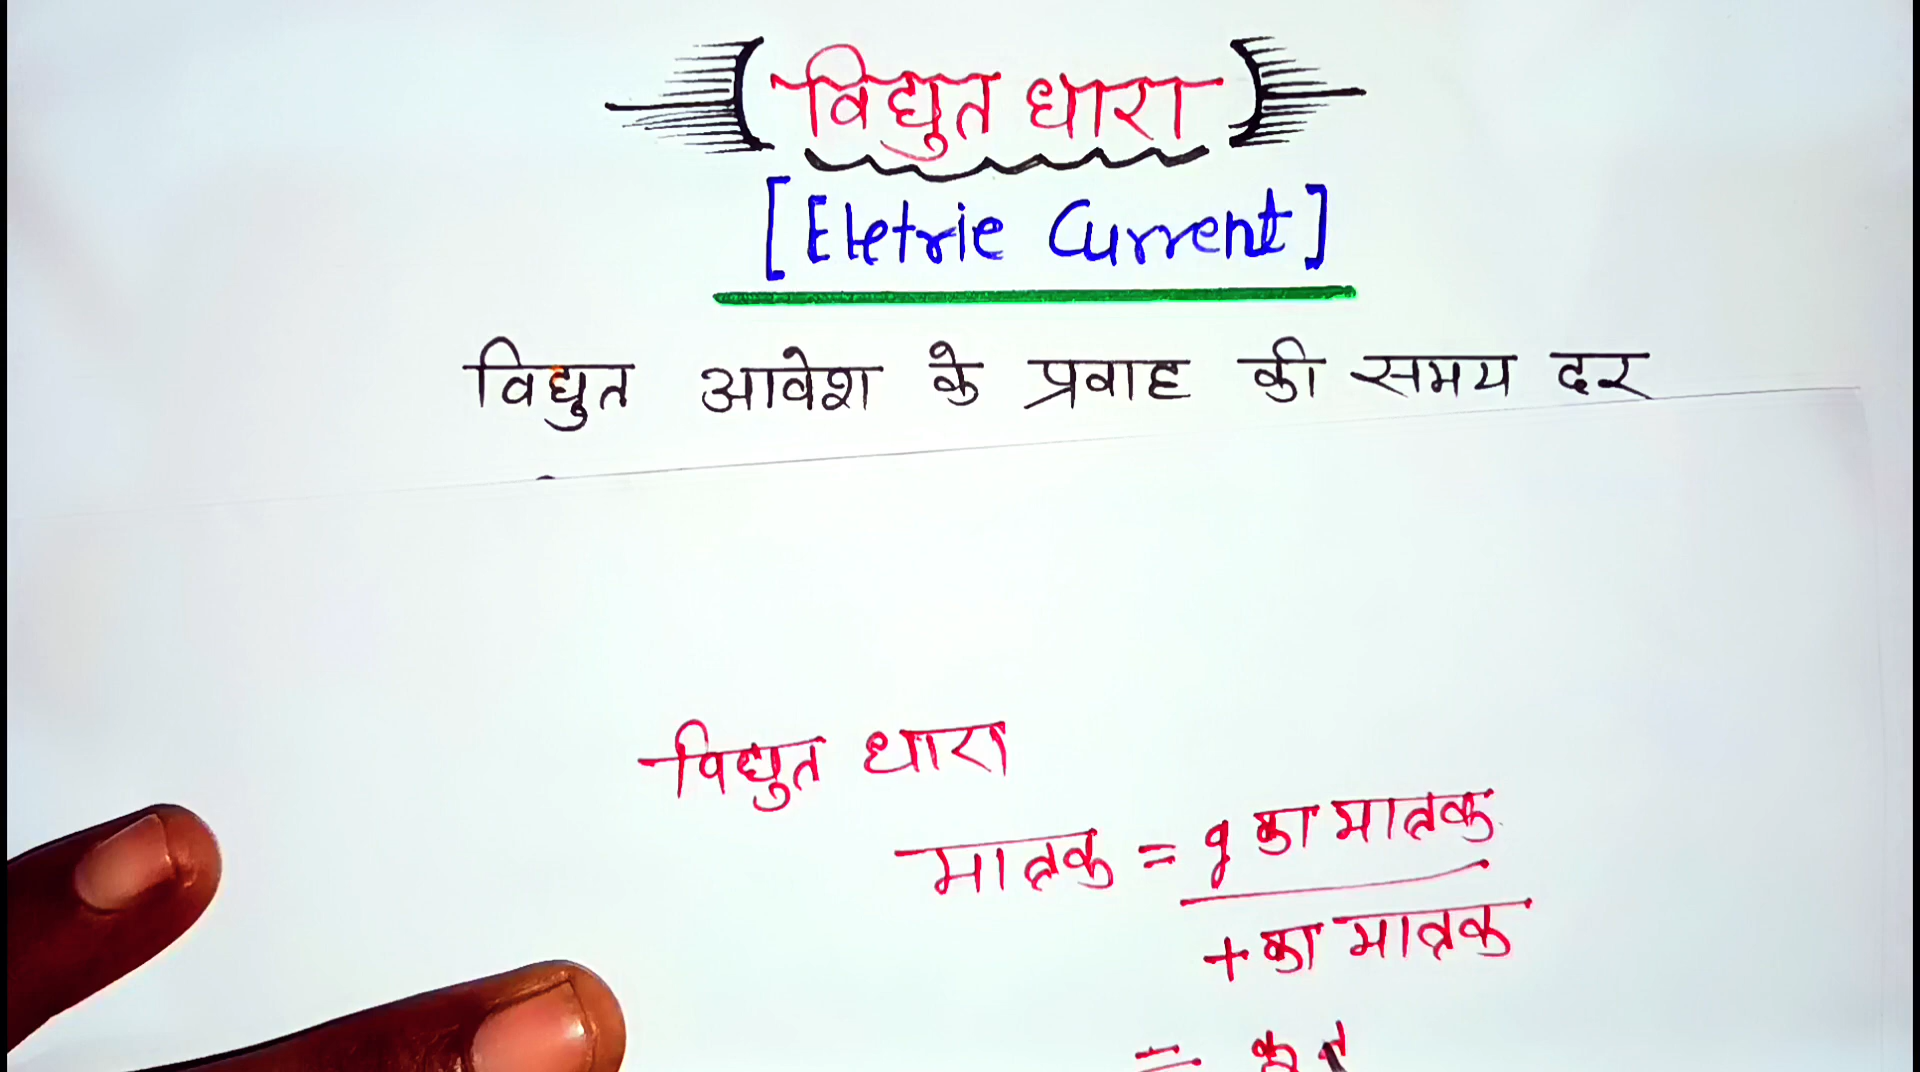 (विद्युत धारा)
[Eletric Current]
विद्युत आवेश के प्रवाह की समय दर
विद्युत धारा
मात्रक = q का मात्रक
t का मात्रक
=